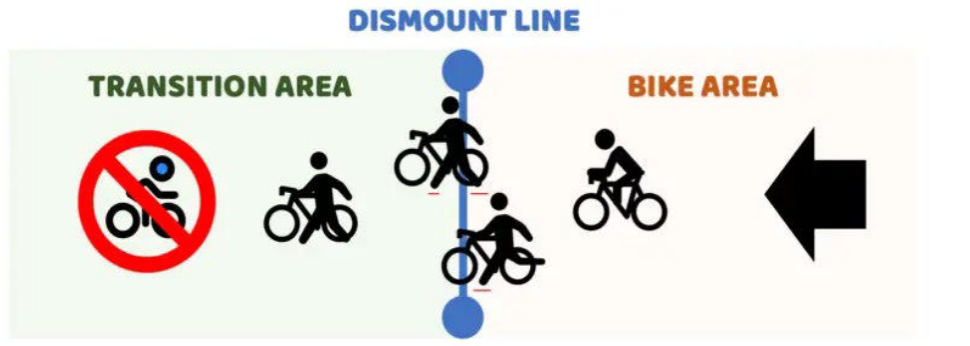 DISMOUNT LINE
TRANSITION AREA
BIKE AREA